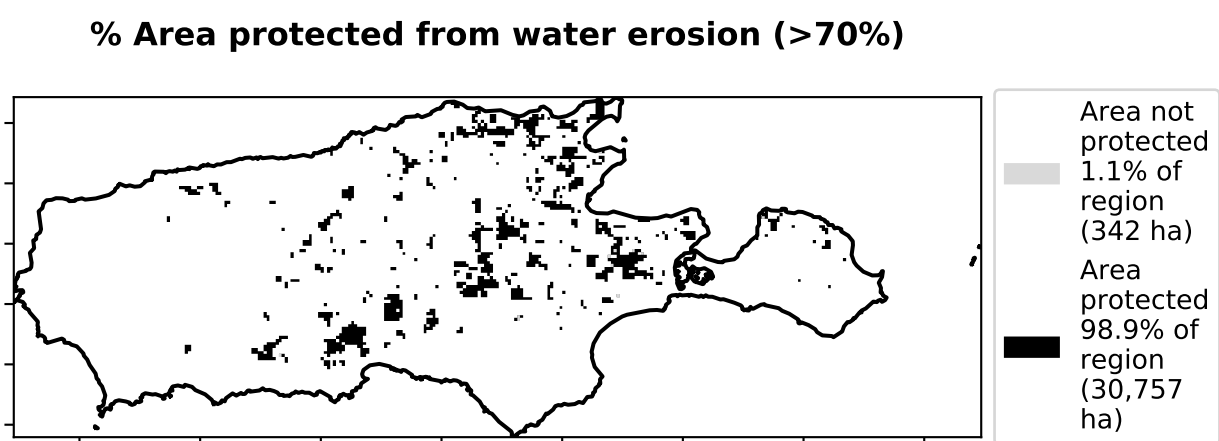 % Area protected from water erosion (>70%)
Area not
protected
1.1% of
region
(342 ha)
Area
protected
98.9% of
region
(30,757
ha)